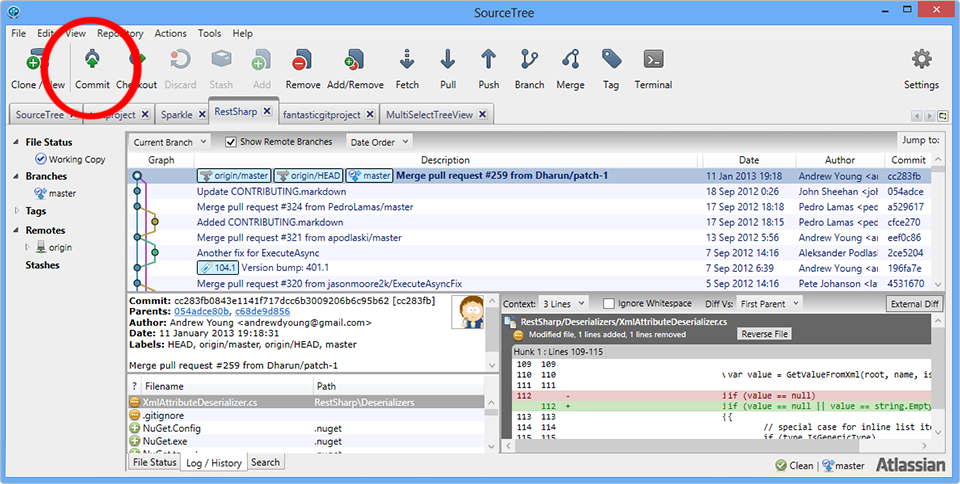 SourceTree
File Edit View Repository Actions Tools Help
Clone / New Commit Checkout Discard Stash Add Remove Add/Remove Fetch Pull Push Branch Merge Tag Terminal Settings
SourceTree project Sparkle RestSharp fantasticgitproject MultiSelectTreeView
File Status
Working Copy
Branches
master
Tags
Remotes
origin
Stashes
Current Branch Show Remote Branches Date Order Jump to:
Graph Description Date Author Commit
origin/master origin/HEAD master Merge pull request #259 from Dharun/patch-1 11 Jan 2013 19:18 Andrew Young <an cc283fb
Update CONTRIBUTING.markdown 18 Sep 2012 0:26 John Sheehan <joh 054adce
Merge pull request #324 from PedroLamas/master 17 Sep 2012 18:18 Pedro Lamas <ped a529617
Added CONTRIBUTING.markdown 17 Sep 2012 18:15 Pedro Lamas <ped cfce270
Merge pull request #321 from apodlaski/master 13 Sep 2012 5:56 Andrew Young <an eef0c86
Another fix for ExecuteAsync 7 Sep 2012 14:16 Aleksander Podlask 2ce5204
104.1 Version bump: 401.1 7 Sep 2012 6:39 Andrew Young <an 196fa7e
Merge pull request #320 from jasonmoore2k/ExecuteAsyncFix 7 Sep 2012 5:14 Pete Johanson <la 4531670
Commit: cc283fb0843e1141f717dcc6b3009206b6c95b62 [cc283fb]
Parents: 054adce80b, c68de9d856
Author: Andrew Young <andrewdyoung@gmail.com>
Date: 11 January 2013 19:18:31
Labels: HEAD, origin/master, origin/HEAD, master
Merge pull request #259 from Dharun/patch-1
? Filename Path
XmlAttributeDeserializer.cs RestSharp\Deserializers
.gitignore
NuGet.Config .nuget
NuGet.exe .nuget
File Status Log / History Search
Context: 3 Lines Ignore Whitespace Diff Vs: First Parent External Diff
RestSharp/Deserializers/XmlAttributeDeserializer.cs
Modified file, 1 lines added, 1 lines removed Reverse File
Hunk 1 : Lines 109-115
109 109
110 110 var value = GetValueFromXml(root, name, is
111 111
112 - if (value == null)
112 + if (value == null || value == string.Empty
113 113 {
114 114 // special case for inline list ite
115 115 if (type.IsGenericType)
Clean | master Atlassian